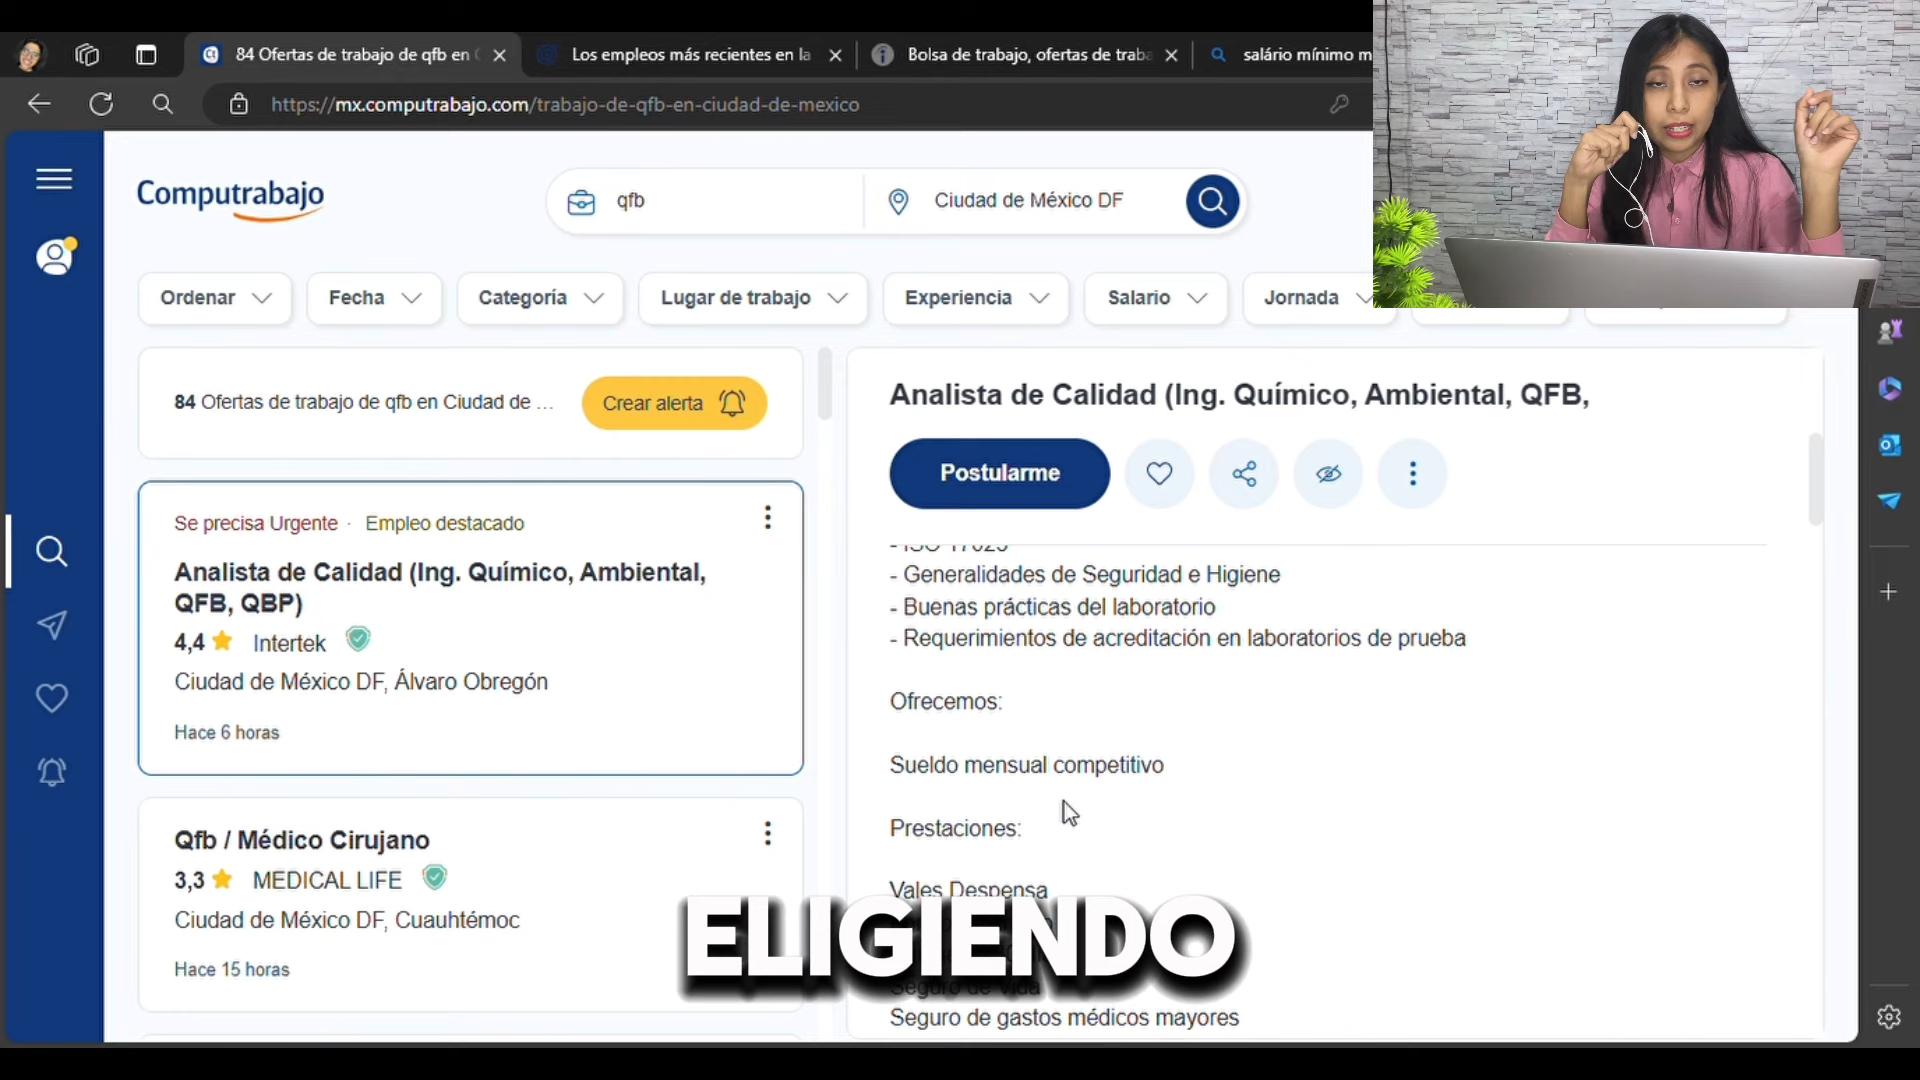 84 Ofertas de trabajo de qfb en
Los empleos más recientes en la
Bolsa de trabajo, ofertas de traba
salário mínimo m
https://mx.computrabajo.com/trabajo-de-qfb-en-ciudad-de-mexico
Computrabajo
qfb
Ciudad de México DF
Ordenar
Fecha
Categoría
Lugar de trabajo
Experiencia
Salario
Jornada
84 Ofertas de trabajo de qfb en Ciudad de ...
Crear alerta
Se precisa Urgente · Empleo destacado
Analista de Calidad (Ing. Químico, Ambiental,
QFB, QBP)
4,4 Intertek
Ciudad de México DF, Álvaro Obregón
Hace 6 horas
Qfb / Médico Cirujano
3,3 MEDICAL LIFE
Ciudad de México DF, Cuauhtémoc
Hace 15 horas
Analista de Calidad (Ing. Químico, Ambiental, QFB,
Postularme
- ISO 17025
- Generalidades de Seguridad e Higiene
- Buenas prácticas del laboratorio
- Requerimientos de acreditación en laboratorios de prueba
Ofrecemos:
Sueldo mensual competitivo
Prestaciones:
Vales Despensa
ELIGIENDO
Seguro de Vida
Seguro de gastos médicos mayores